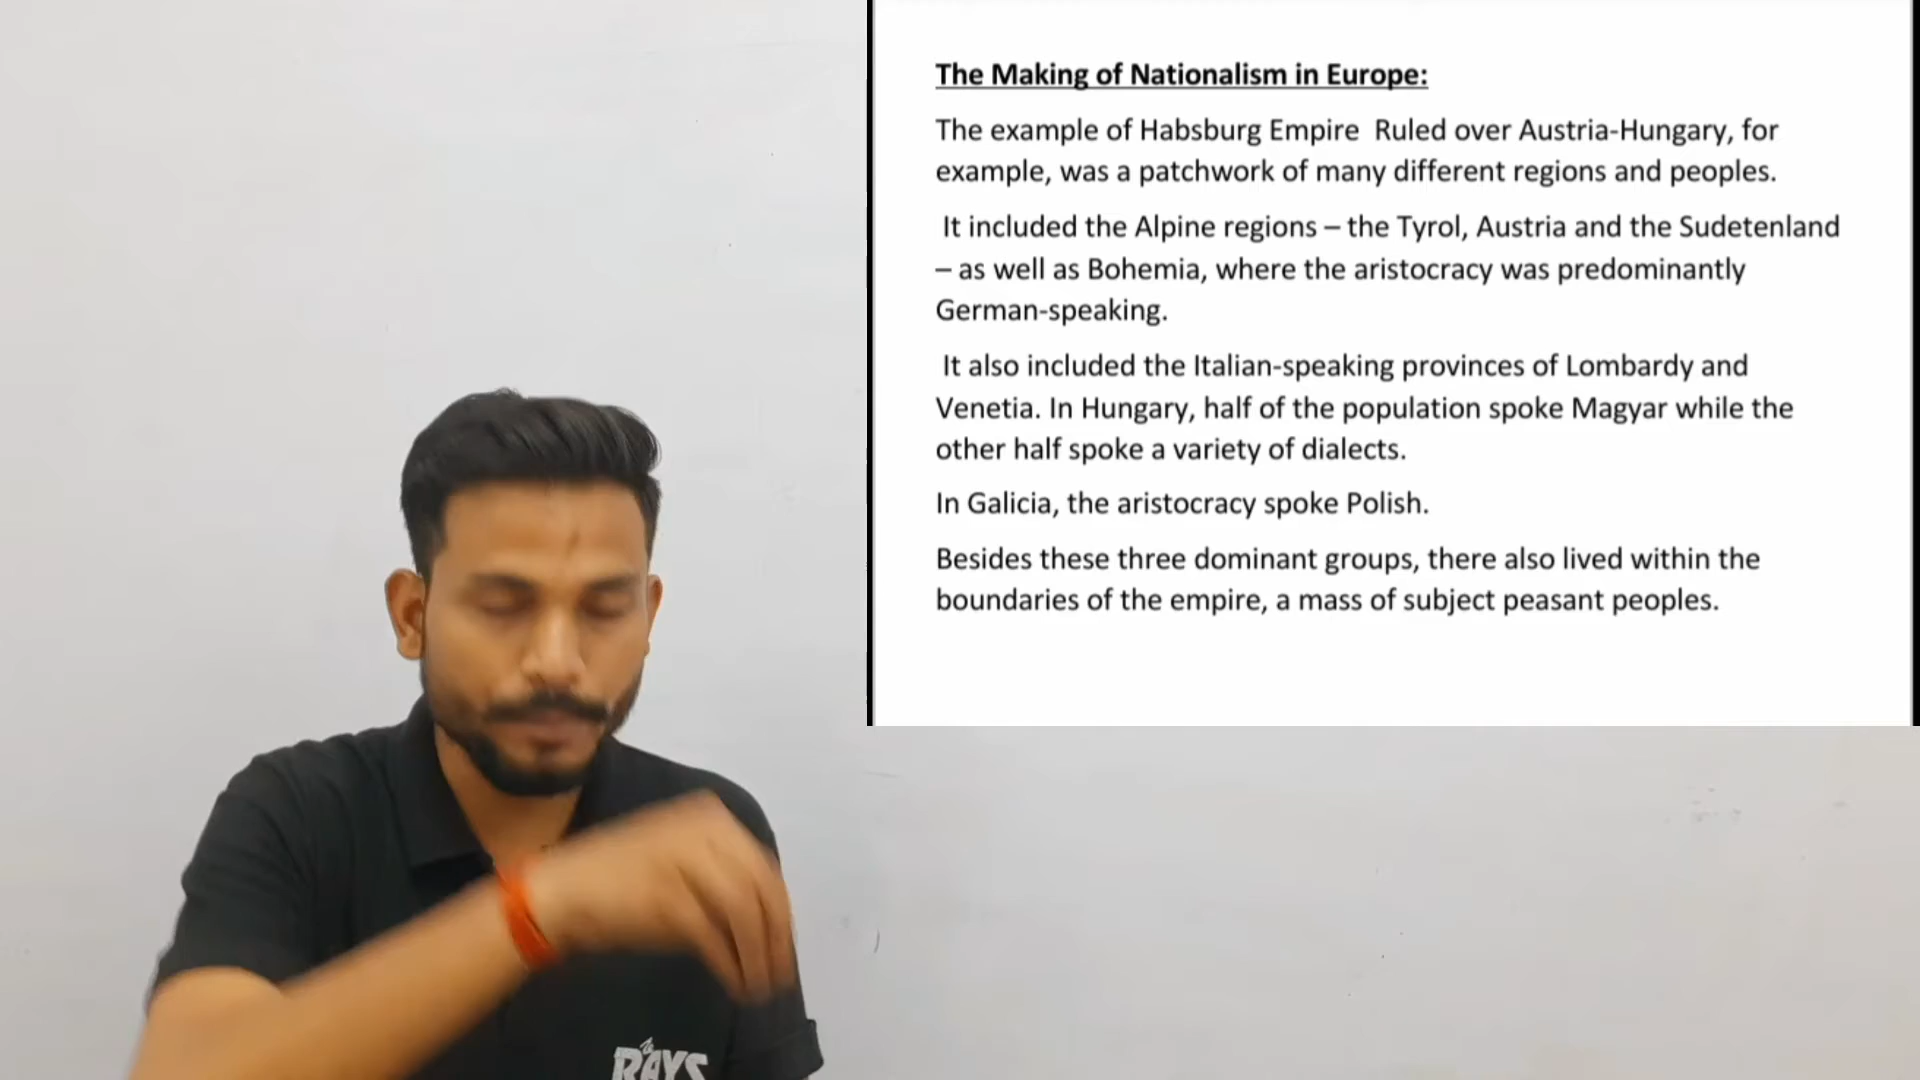 The Making of Nationalism in Europe:
The example of Habsburg Empire Ruled over Austria-Hungary, for
example, was a patchwork of many different regions and peoples.
It included the Alpine regions – the Tyrol, Austria and the Sudetenland
– as well as Bohemia, where the aristocracy was predominantly
German-speaking.
It also included the Italian-speaking provinces of Lombardy and
Venetia. In Hungary, half of the population spoke Magyar while the
other half spoke a variety of dialects.
In Galicia, the aristocracy spoke Polish.
Besides these three dominant groups, there also lived within the
boundaries of the empire, a mass of subject peasant peoples.
RAYS